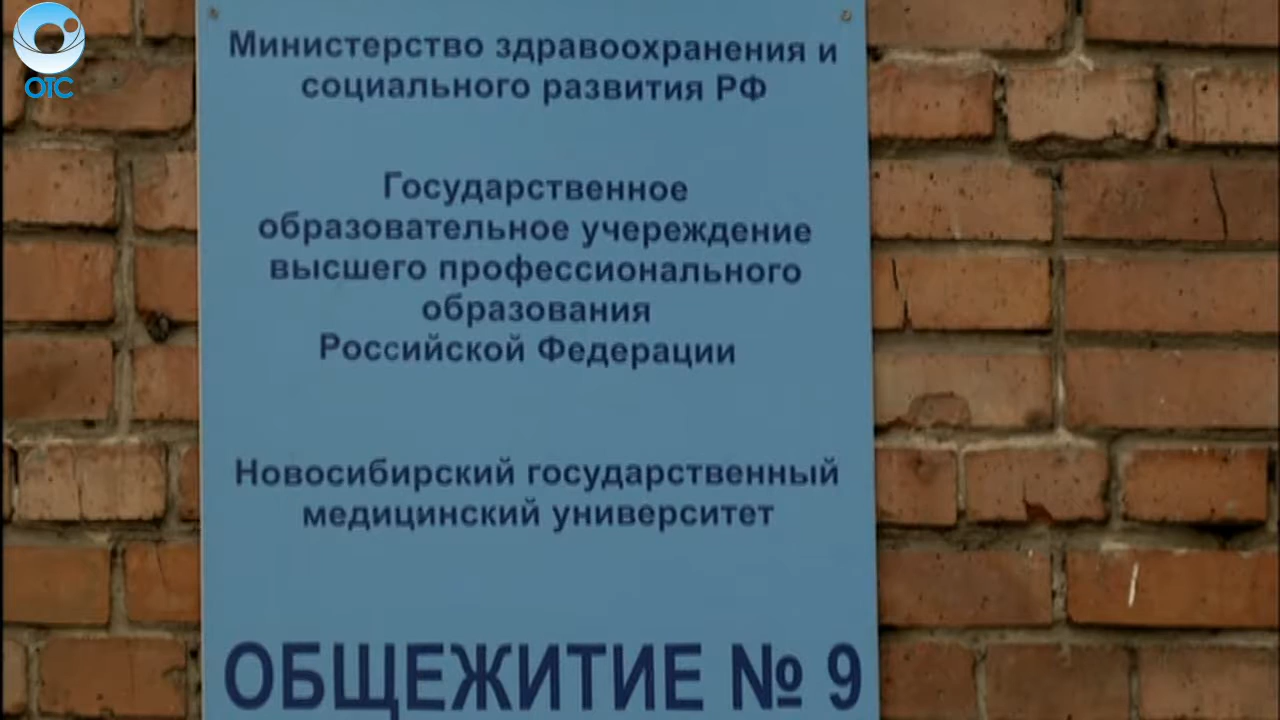 ОТС
Министерство здравоохранения и
социального развития РФ
Государственное
образовательное учереждение
высшего профессионального
образования
Российской Федерации
Новосибирский государственный
медицинский университет
ОБЩЕЖИТИЕ № 9